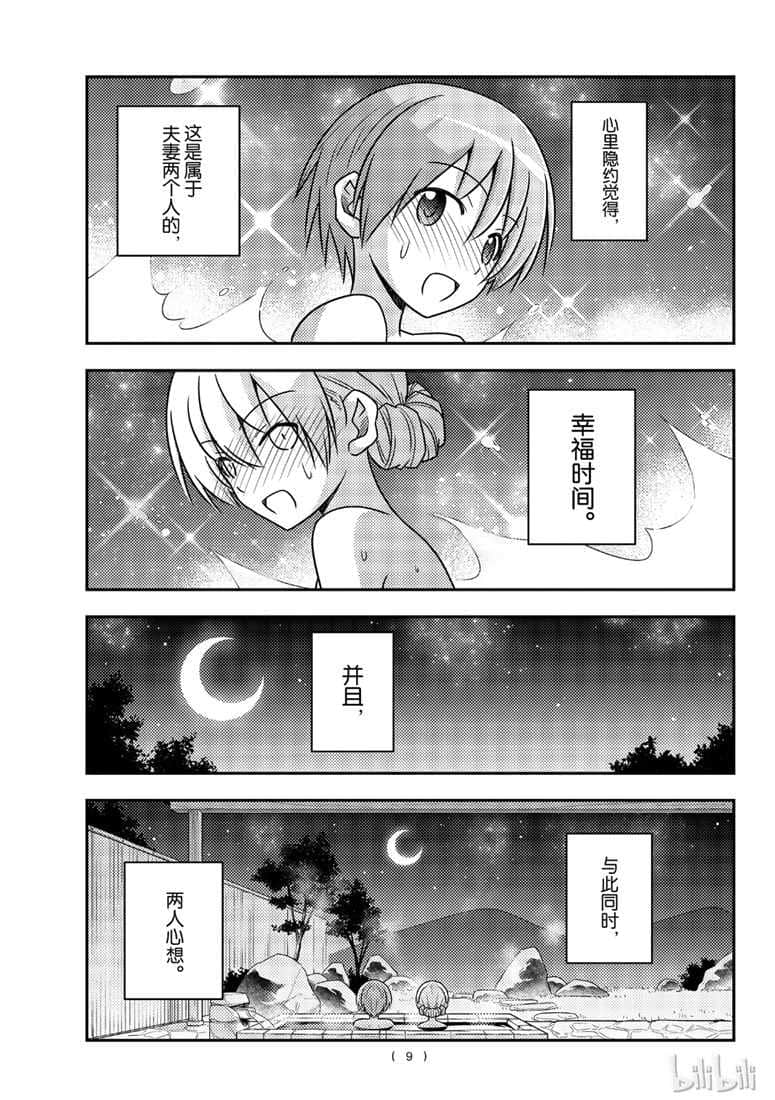 心里隐约觉得，
这是属于
夫妻两个人的，
幸福时间。
并且，
与此同时，
两人心想。
( 9 )
bilibili